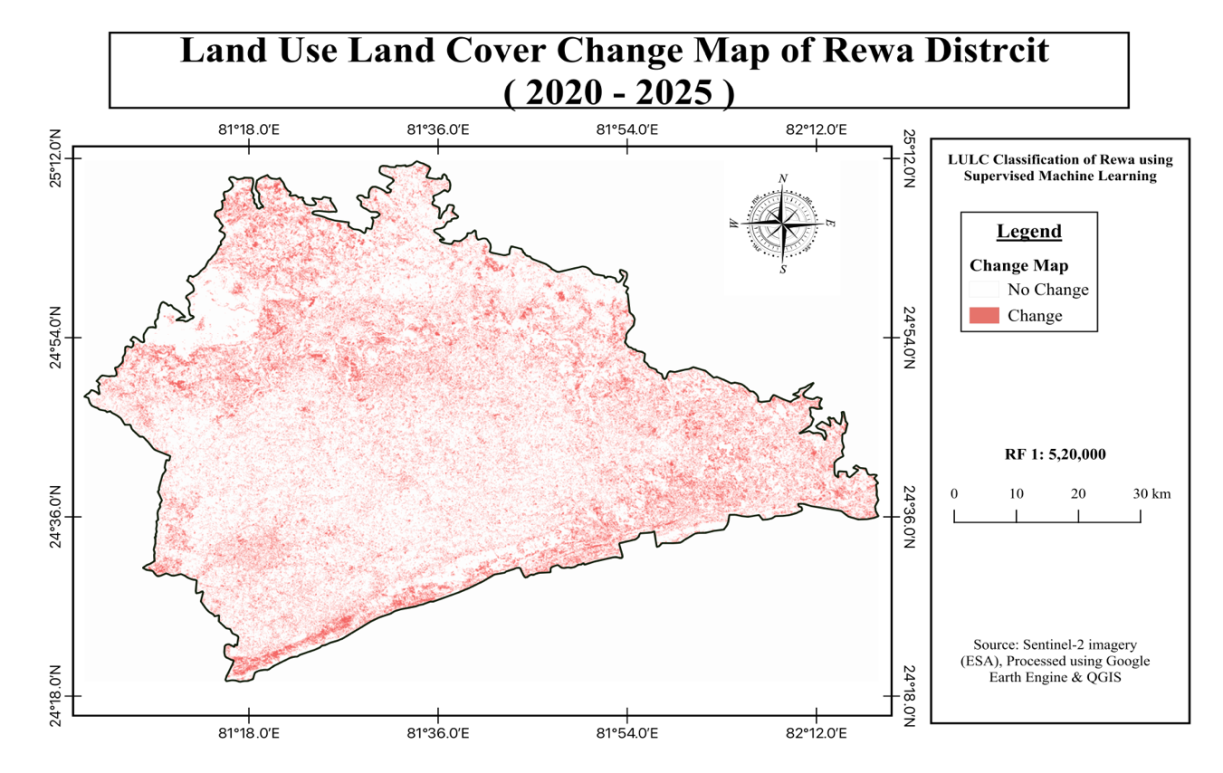 Land Use Land Cover Change Map of Rewa Distrcit
( 2020 - 2025 )
81°18.0'E 81°36.0'E 81°54.0'E 82°12.0'E
25°12.0'N
24°54.0'N
24°36.0'N
24°18.0'N
N
W
E
S
25°12.0'N
24°54.0'N
24°36.0'N
24°18.0'N
81°18.0'E 81°36.0'E 81°54.0'E 82°12.0'E
LULC Classification of Rewa using
Supervised Machine Learning
Legend
Change Map
No Change
Change
RF 1: 5,20,000
0 10 20 30 km
Source: Sentinel-2 imagery
(ESA), Processed using Google
Earth Engine & QGIS